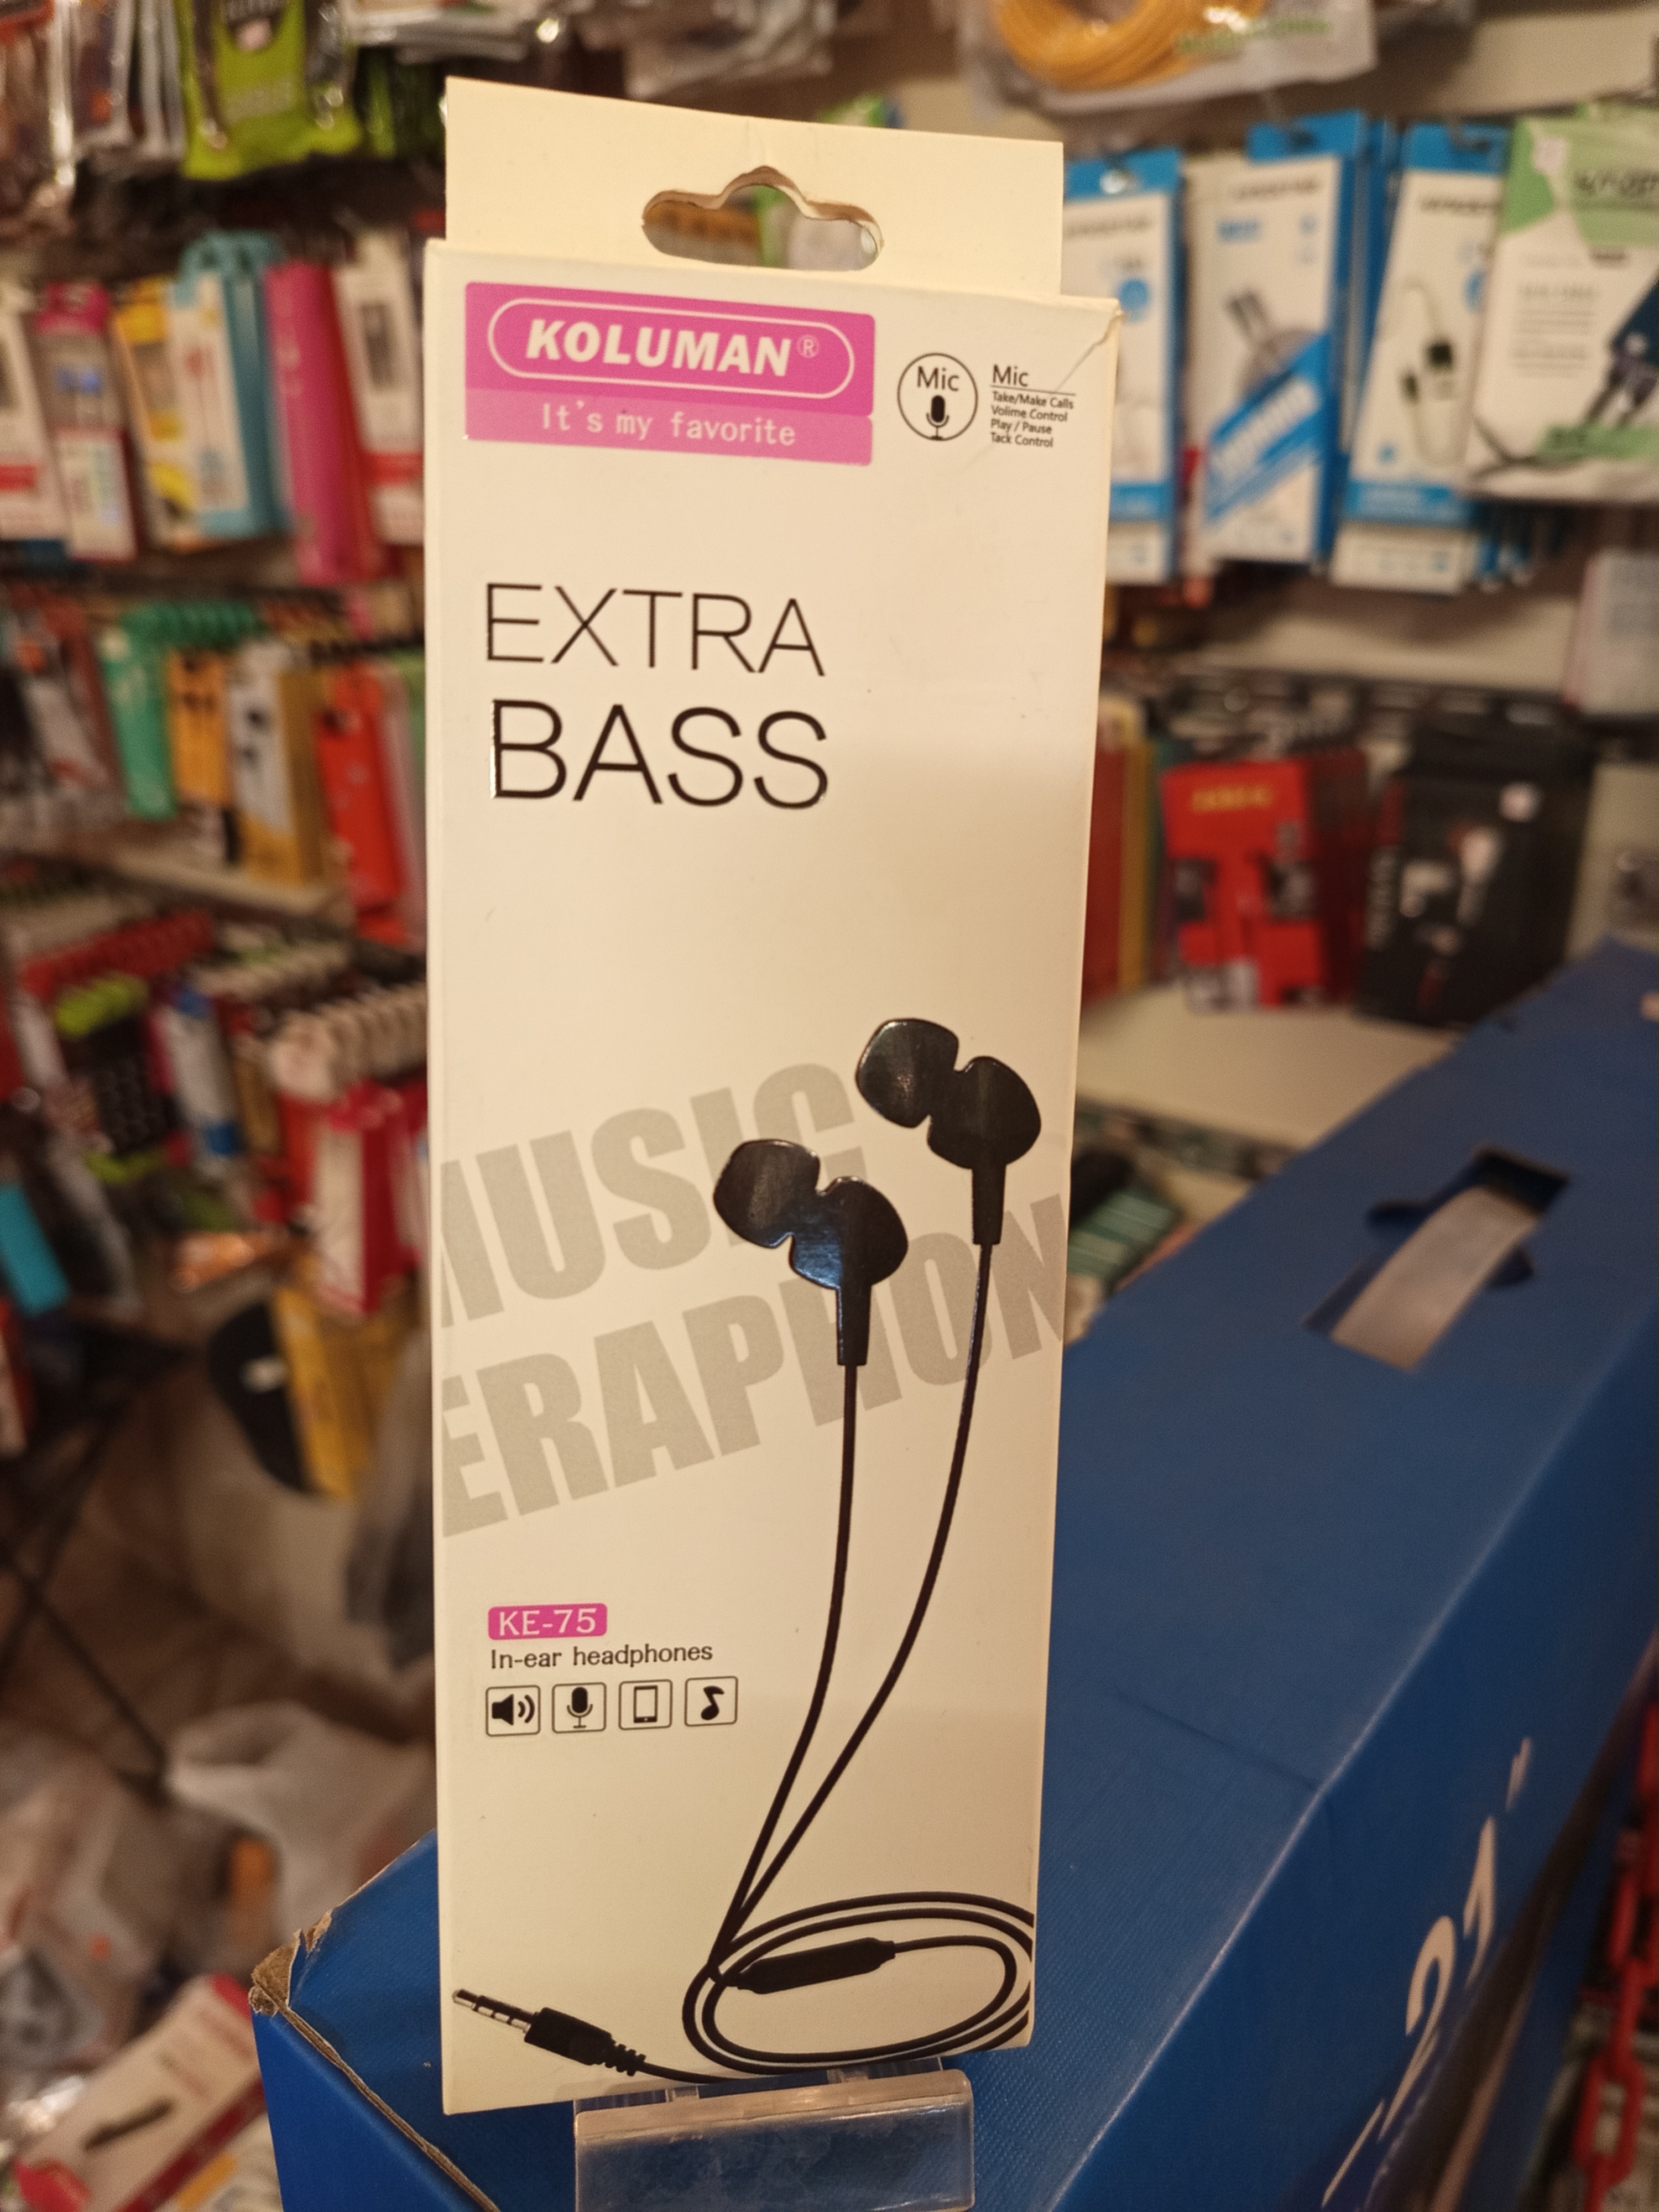 KOLUMAN®
It's my favorite
Mic
Mic
Take/Make Calls
Volime Control
Play / Pause
Tack Control
EXTRA
BASS
MUSIC
ERAPHON
KE-75
In-ear headphones